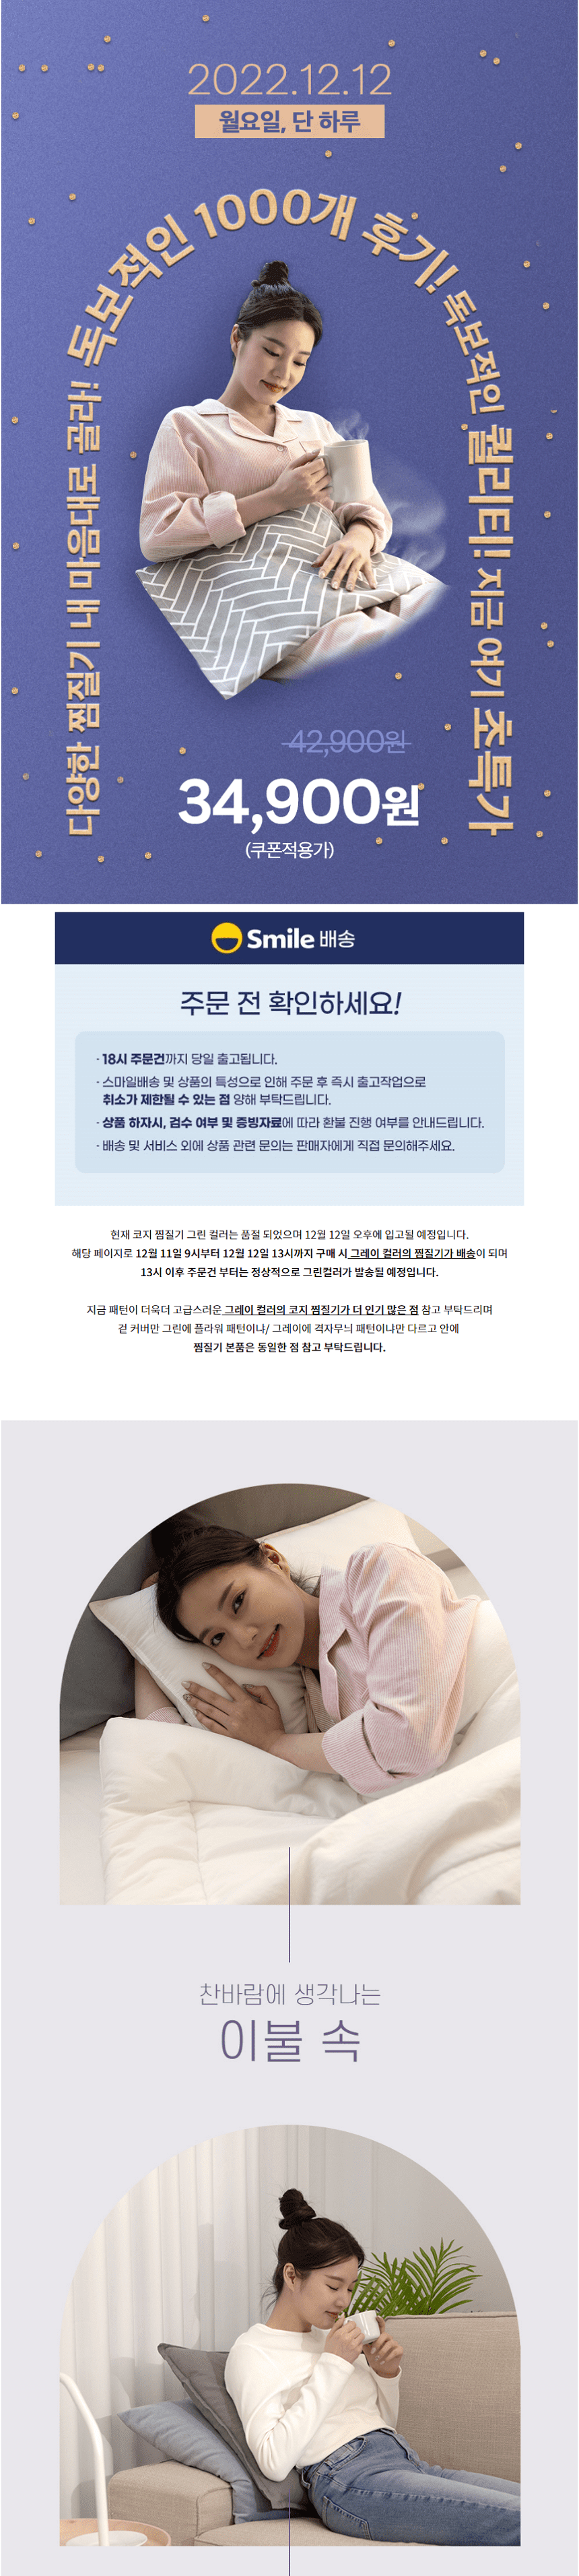 2022.12.12
월요일, 단 하루
다양한 찜질기 내 마음대로 골라! 독보적인 1000개 후기! 독보적인 퀄리티! 지금 여기 초특가
42,900원
34,900원
(쿠폰적용가)
Smile 배송
주문 전 확인하세요!
- 18시 주문건까지 당일 출고됩니다.
- 스마일배송 및 상품의 특성으로 인해 주문 후 즉시 출고작업으로
취소가 제한될 수 있는 점 양해 부탁드립니다.
- 상품 하자시, 검수 여부 및 증빙자료에 따라 환불 진행 여부를 안내드립니다.
- 배송 및 서비스 외에 상품 관련 문의는 판매자에게 직접 문의해주세요.
현재 코지 찜질기 그린 컬러는 품절 되었으며 12월 12일 오후에 입고될 예정입니다.
해당 페이지로 12월 11일 9시부터 12월 12일 13시까지 구매 시 그레이 컬러의 찜질기가 배송이 되며
13시 이후 주문건 부터는 정상적으로 그린컬러가 발송될 예정입니다.
지금 패턴이 더욱더 고급스러운 그레이 컬러의 코지 찜질기가 더 인기 많은 점 참고 부탁드리며
겉 커버만 그린에 플라워 패턴이냐/ 그레이에 격자무늬 패턴이냐만 다르고 안에
찜질기 본품은 동일한 점 참고 부탁드립니다.
찬바람에 생각나는
이불 속